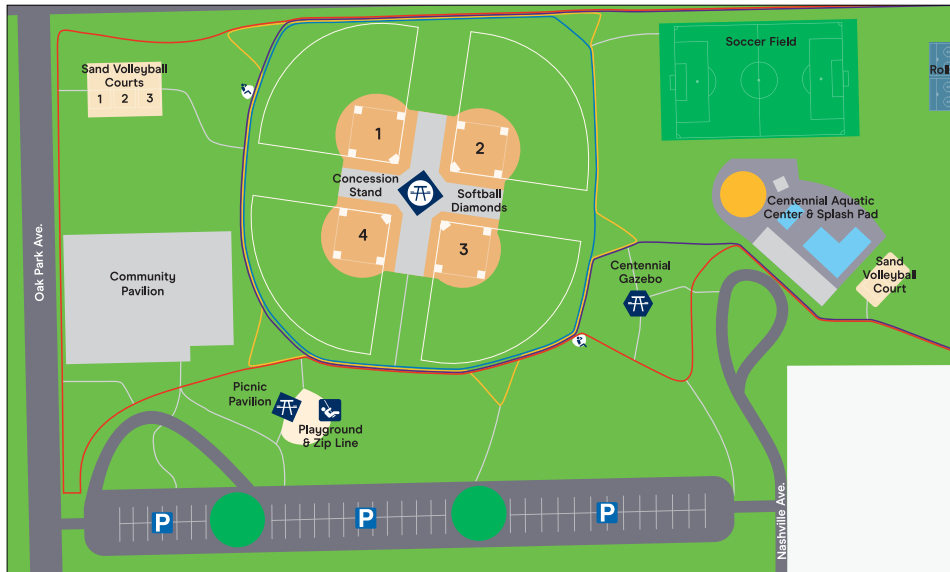 Soccer Field
Rolli
Sand Volleyball
Courts
1 2 3
1
2
Concession
Stand
Softball
Diamonds
4
3
Centennial Aquatic
Center & Splash Pad
Sand
Volleyball
Court
Centennial
Gazebo
Community
Pavilion
Oak Park Ave.
Picnic
Pavilion
Playground
& Zip Line
P
P
P
Nashville Ave.